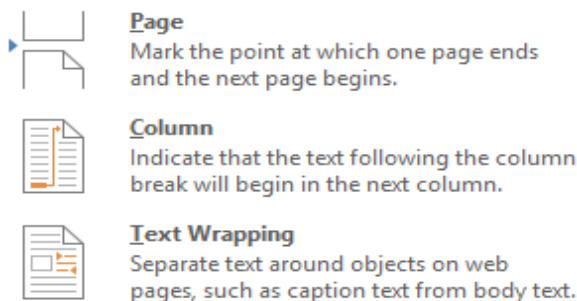 Page
Mark the point at which one page ends
and the next page begins.
Column
Indicate that the text following the column
break will begin in the next column.
Text Wrapping
Separate text around objects on web
pages, such as caption text from body text.